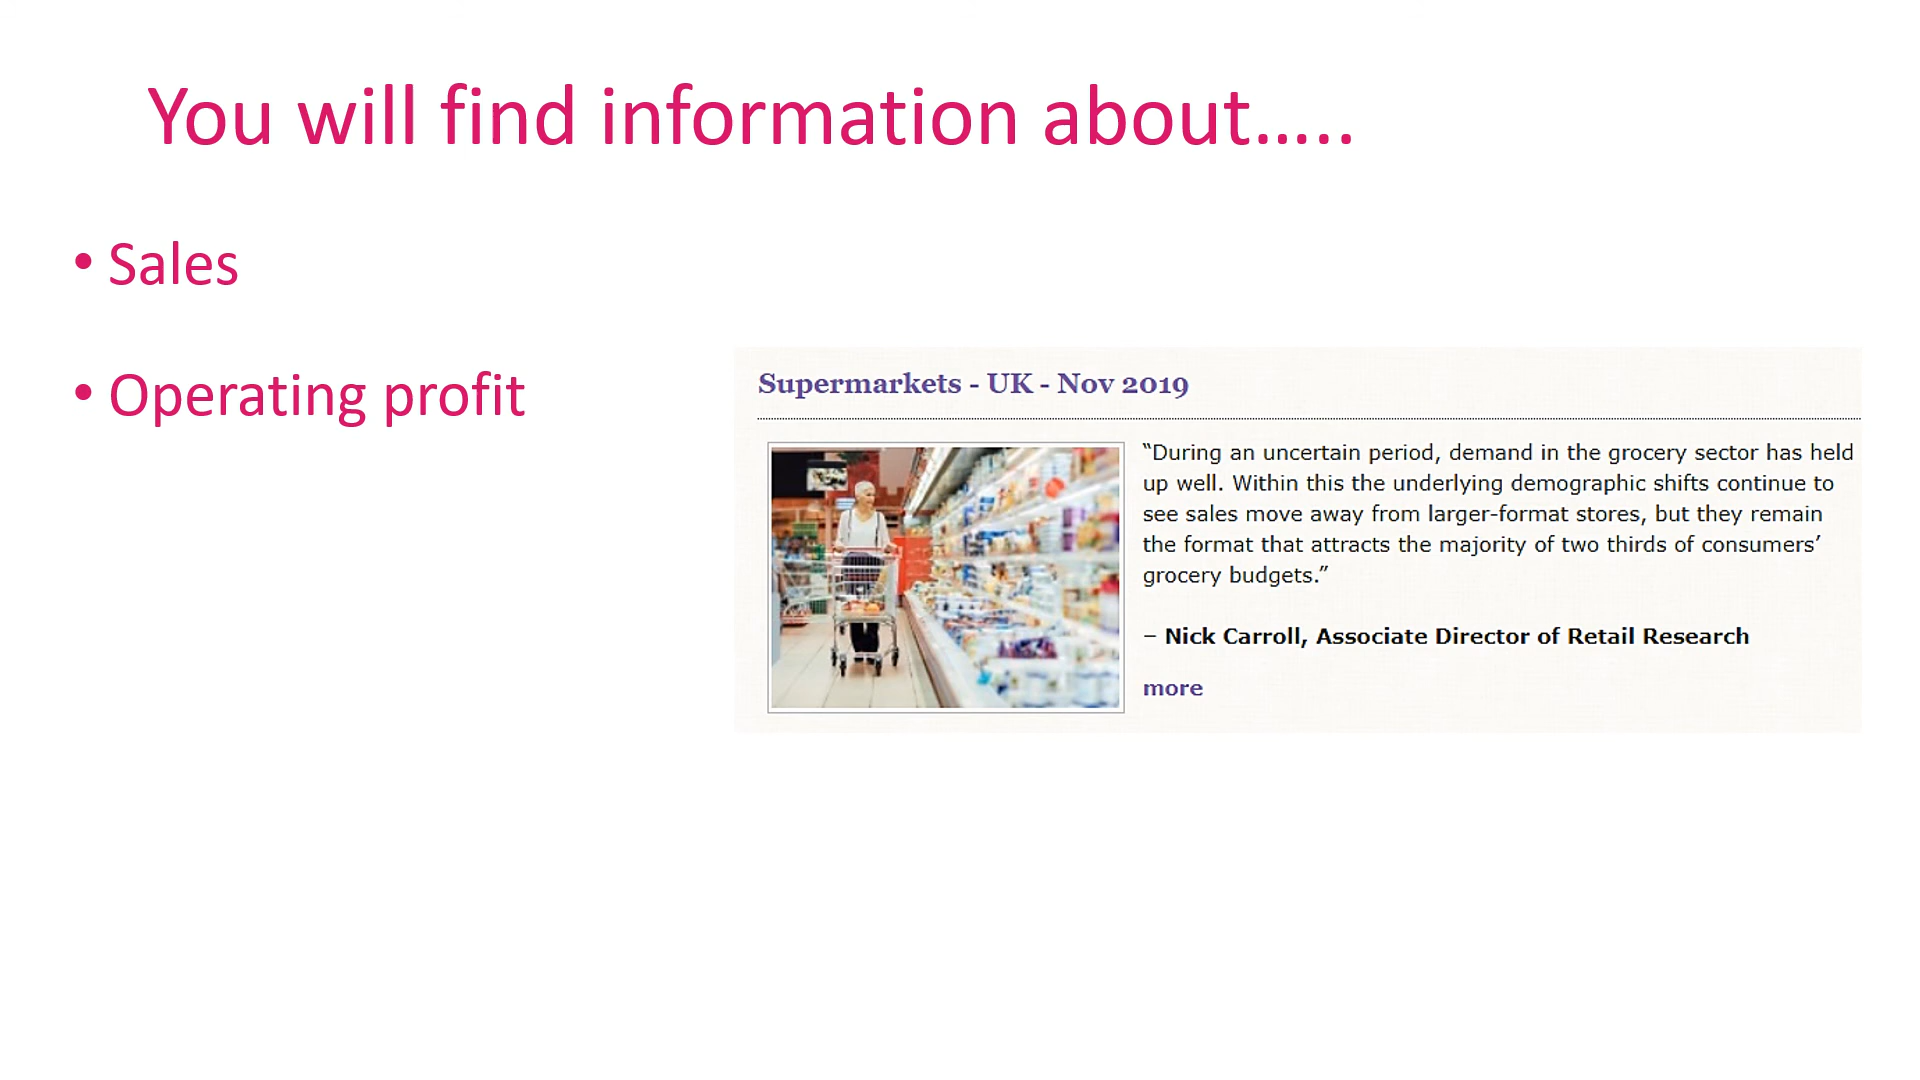 You will find information about.....
• Sales
• Operating profit
Supermarkets - UK - Nov 2019
“During an uncertain period, demand in the grocery sector has held
up well. Within this the underlying demographic shifts continue to
see sales move away from larger-format stores, but they remain
the format that attracts the majority of two thirds of consumers’
grocery budgets.”
– Nick Carroll, Associate Director of Retail Research
more